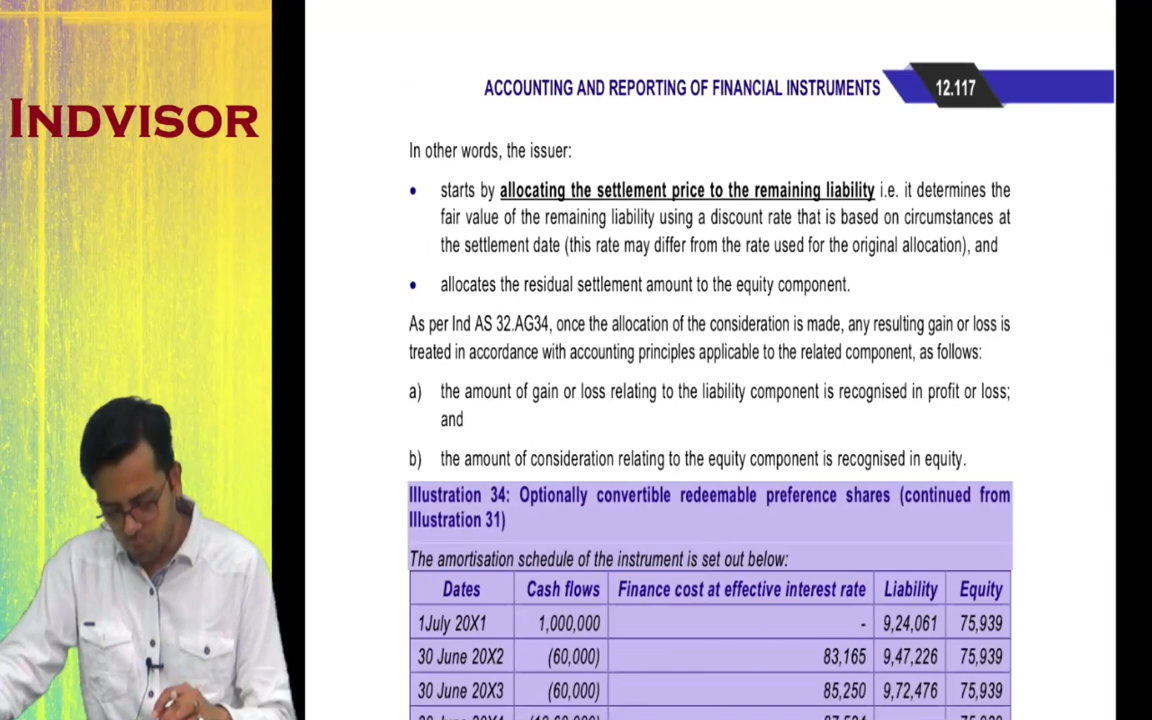 INDVISOR
ACCOUNTING AND REPORTING OF FINANCIAL INSTRUMENTS 12.117
In other words, the issuer:
• starts by allocating the settlement price to the remaining liability i.e. it determines the
fair value of the remaining liability using a discount rate that is based on circumstances at
the settlement date (this rate may differ from the rate used for the original allocation), and
• allocates the residual settlement amount to the equity component.
As per Ind AS 32.AG34, once the allocation of the consideration is made, any resulting gain or loss is
treated in accordance with accounting principles applicable to the related component, as follows:
a) the amount of gain or loss relating to the liability component is recognised in profit or loss;
and
b) the amount of consideration relating to the equity component is recognised in equity.
Illustration 34: Optionally convertible redeemable preference shares (continued from
Illustration 31)
The amortisation schedule of the instrument is set out below:
Dates Cash flows Finance cost at effective interest rate Liability Equity
1July 20X1 1,000,000 - 9,24,061 75,939
30 June 20X2 (60,000) 83,165 9,47,226 75,939
30 June 20X3 (60,000) 85,250 9,72,476 75,939